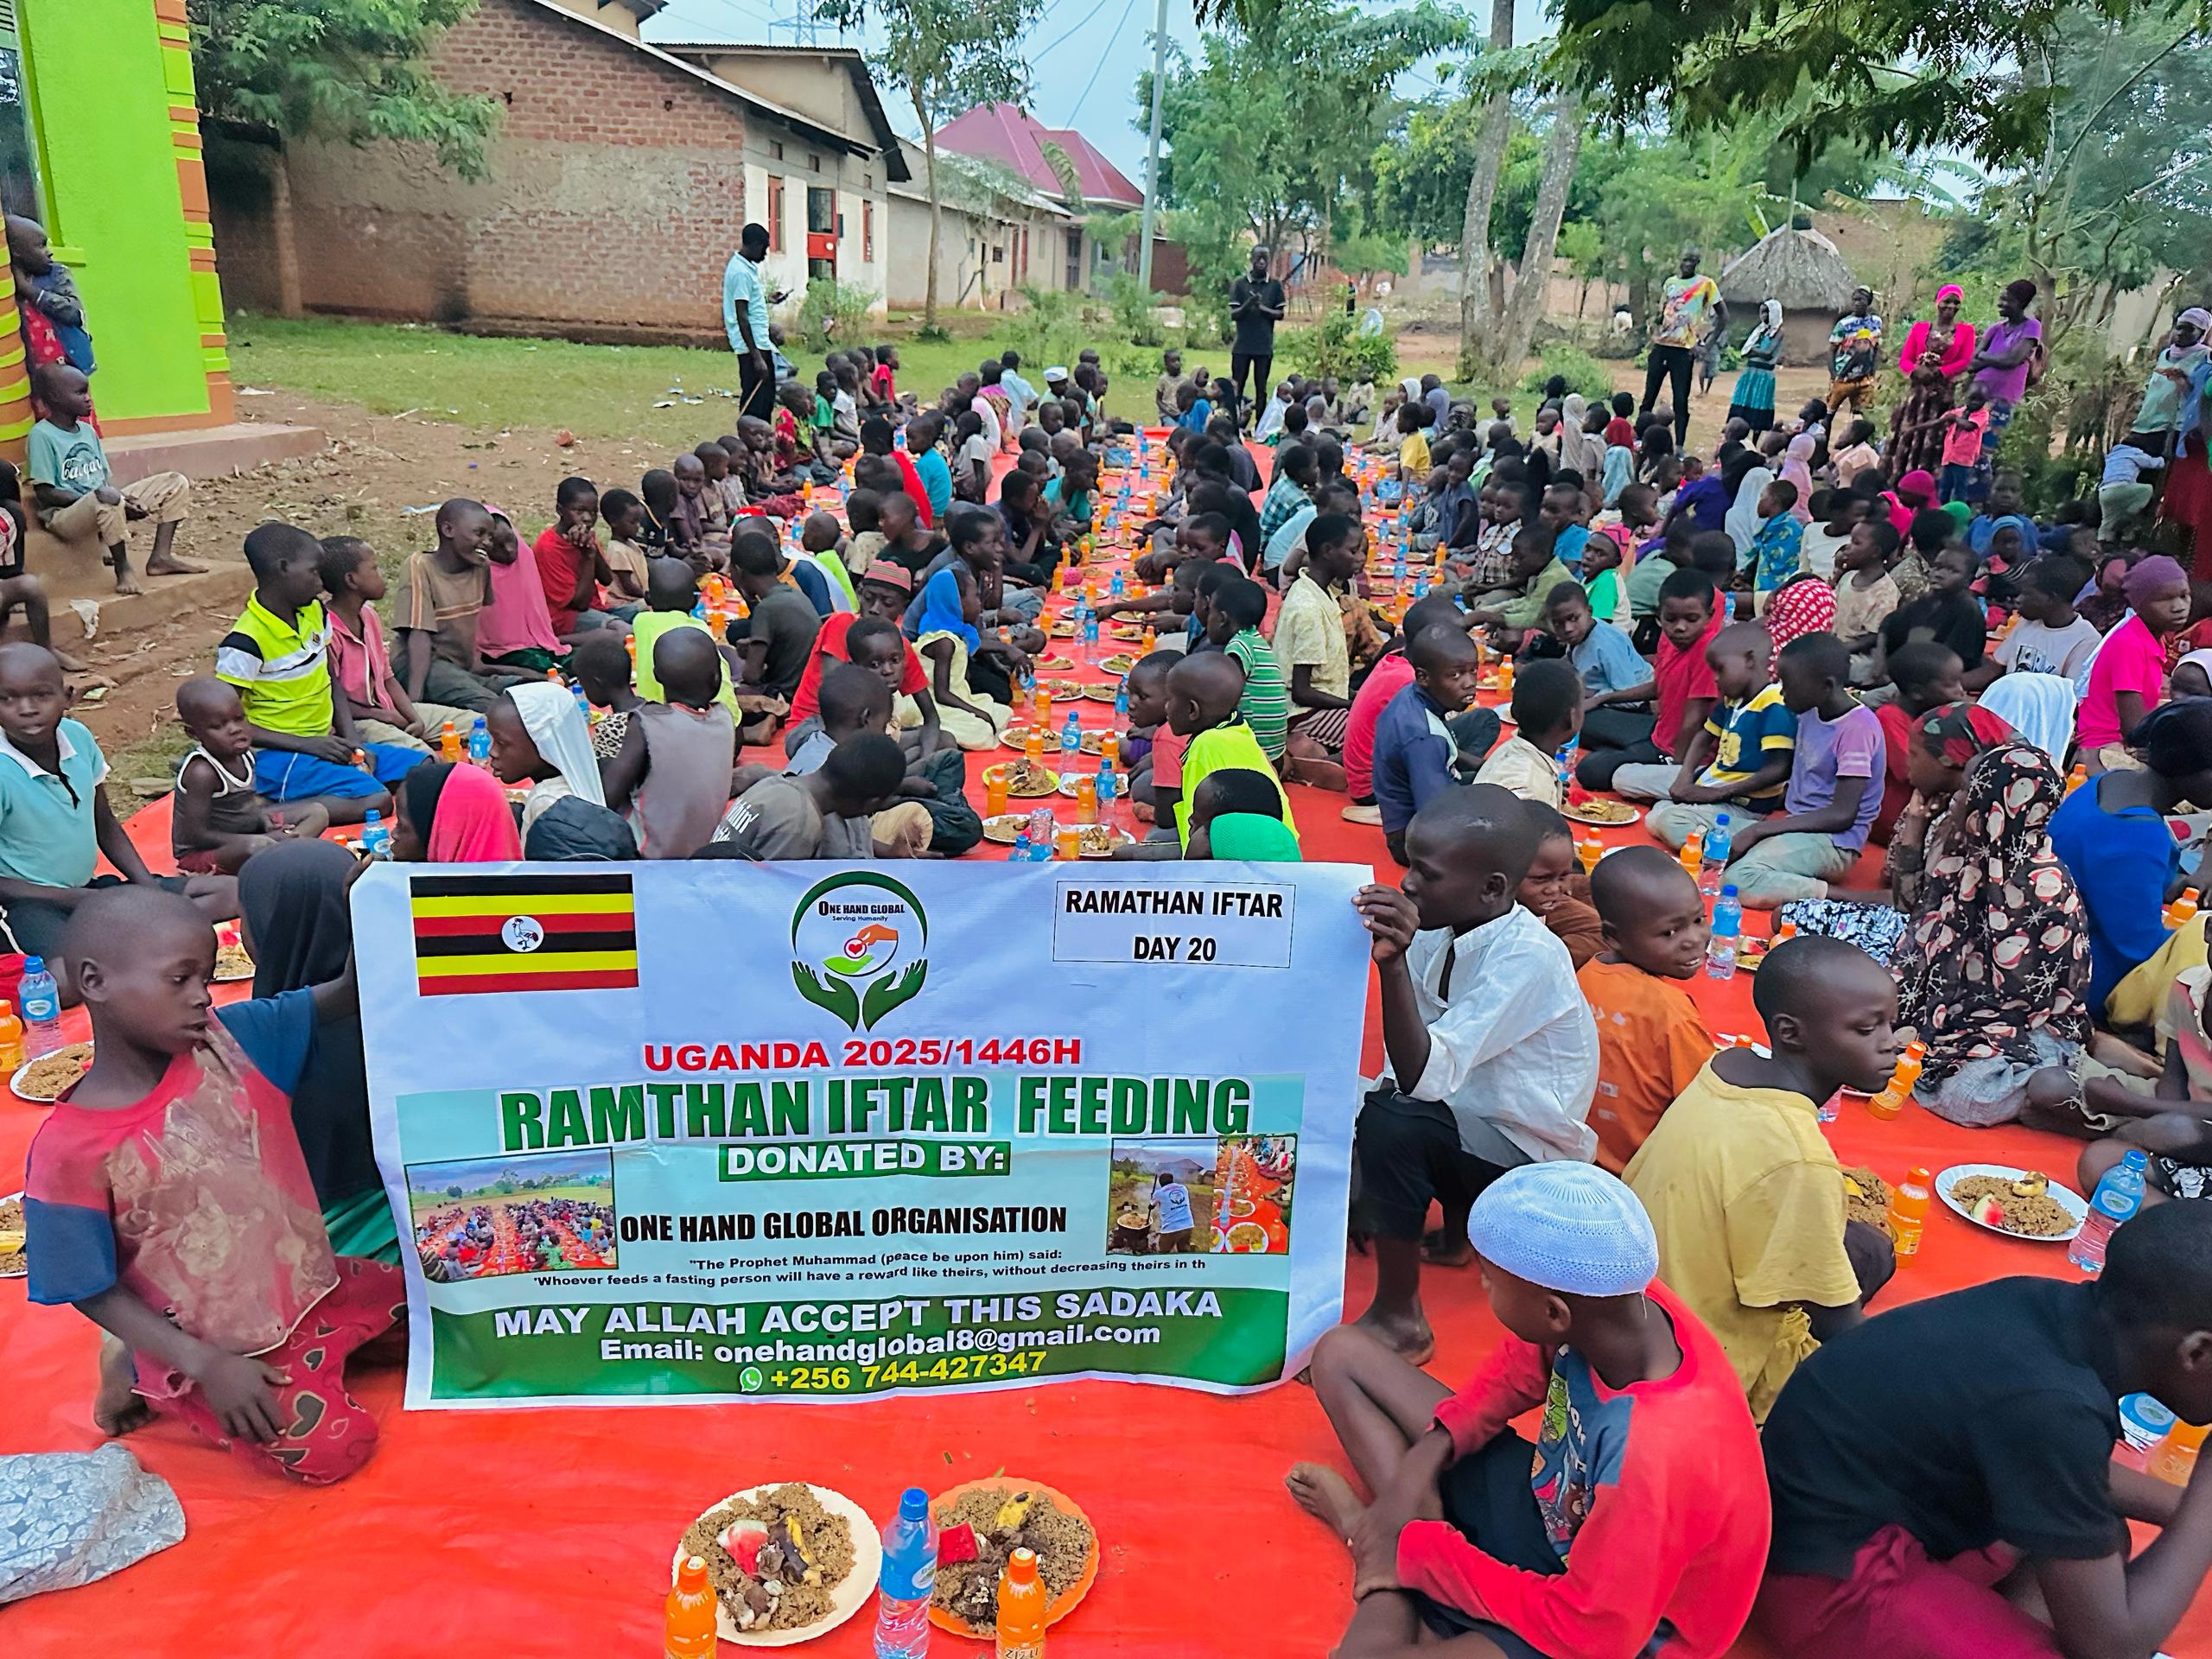 ONE HAND GLOBAL
Serving Humanity
RAMATHAN IFTAR
DAY 20
UGANDA 2025/1446H
RAMTHAN IFTAR FEEDING
DONATED BY:
ONE HAND GLOBAL ORGANISATION
"The Prophet Muhammad (peace be upon him) said:
'Whoever feeds a fasting person will have a reward like theirs, without decreasing theirs in th
MAY ALLAH ACCEPT THIS SADAKA
Email: onehandglobal8@gmail.com
+256 744-427347